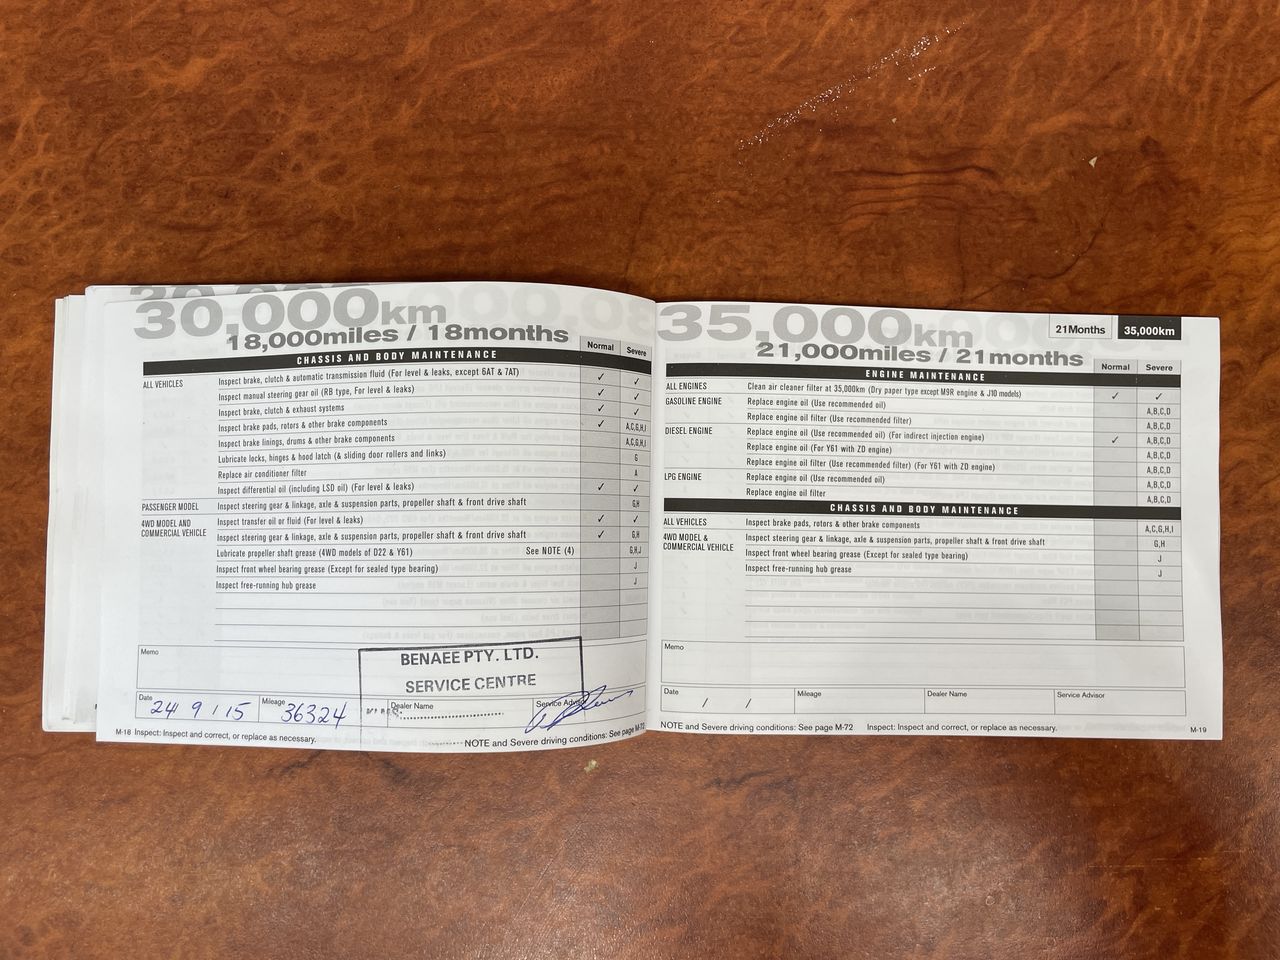 30,000km
18,000miles / 18months
Normal Severe
CHASSIS AND BODY MAINTENANCE
ALL VEHICLES Inspect brake, clutch & automatic transmission fluid (For level & leaks, except 6AT & 7AT) ✓ ✓
Inspect manual steering gear oil (RB type, For level & leaks) ✓ ✓
Inspect brake, clutch & exhaust systems ✓ ✓
Inspect brake pads, rotors & other brake components ✓ A,C,G,H,I
Inspect brake linings, drums & other brake components A,C,G,H,I
Lubricate locks, hinges & hood latch (& sliding door rollers and links) G
Replace air conditioner filter A
Inspect differential oil (including LSD oil) (For level & leaks) ✓ ✓
PASSENGER MODEL Inspect steering gear & linkage, axle & suspension parts, propeller shaft & front drive shaft G,H
4WD MODEL AND Inspect transfer oil or fluid (For level & leaks) ✓ ✓
COMMERCIAL VEHICLE Inspect steering gear & linkage, axle & suspension parts, propeller shaft & front drive shaft ✓ G,H
Lubricate propeller shaft grease (4WD models of D22 & Y61) See NOTE (4) G,H,J
Inspect front wheel bearing grease (Except for sealed type bearing) J
Inspect free-running hub grease J
Memo
BENAEE PTY. LTD.
SERVICE CENTRE
Date Mileage Dealer Name Service Advisor
24/9/15 36324
M-18 Inspect: Inspect and correct, or replace as necessary. NOTE and Severe driving conditions: See page M-72
35,000km
21Months 35,000km
21,000miles / 21months
Normal Severe
ENGINE MAINTENANCE
ALL ENGINES Clean air cleaner filter at 35,000km (Dry paper type except M9R engine & J10 models) ✓ ✓
GASOLINE ENGINE Replace engine oil (Use recommended oil) A,B,C,D
Replace engine oil filter (Use recommended filter) A,B,C,D
DIESEL ENGINE Replace engine oil (Use recommended oil) (For indirect injection engine) ✓ A,B,C,D
Replace engine oil (For Y61 with ZD engine) A,B,C,D
Replace engine oil filter (Use recommended filter) (For Y61 with ZD engine) A,B,C,D
LPG ENGINE Replace engine oil (Use recommended oil) A,B,C,D
Replace engine oil filter A,B,C,D
CHASSIS AND BODY MAINTENANCE
ALL VEHICLES Inspect brake pads, rotors & other brake components A,C,G,H,I
4WD MODEL & Inspect steering gear & linkage, axle & suspension parts, propeller shaft & front drive shaft G,H
COMMERCIAL VEHICLE Inspect front wheel bearing grease (Except for sealed type bearing) J
Inspect free-running hub grease J
Memo
Date Mileage Dealer Name Service Advisor
/ /
NOTE and Severe driving conditions: See page M-72 Inspect: Inspect and correct, or replace as necessary. M-19